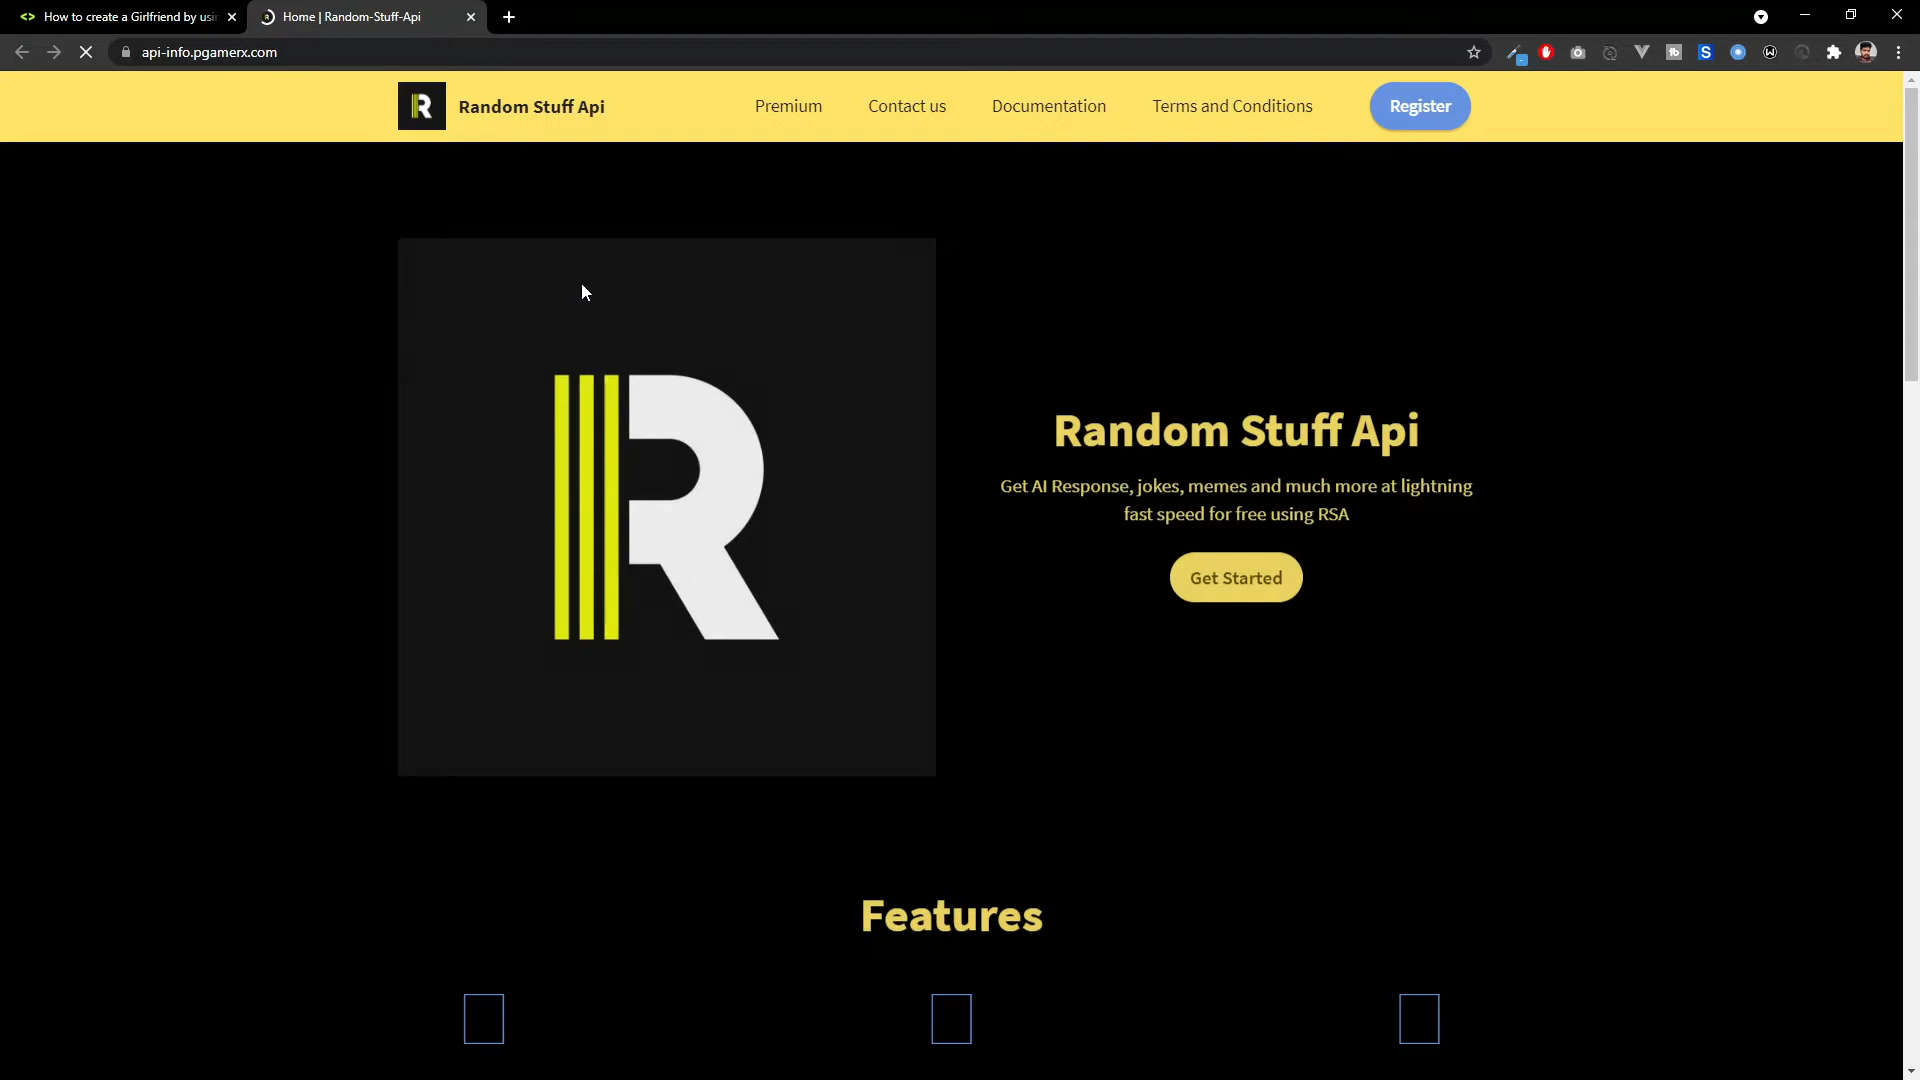 How to create a Girlfriend by usi
Home | Random-Stuff-Api
api-info.pgamerx.com
Random Stuff Api
Premium
Contact us
Documentation
Terms and Conditions
Register
Random Stuff Api
Get AI Response, jokes, memes and much more at lightning
fast speed for free using RSA
Get Started
Features